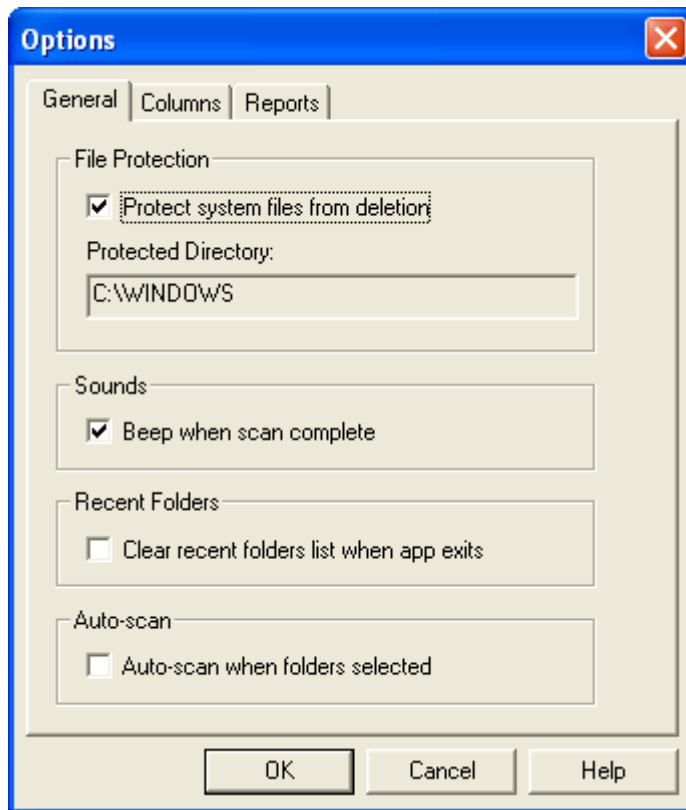 Options
General Columns Reports
File Protection
Protect system files from deletion
Protected Directory:
C:\WINDOWS
Sounds
Beep when scan complete
Recent Folders
Clear recent folders list when app exits
Auto-scan
Auto-scan when folders selected
OK Cancel Help